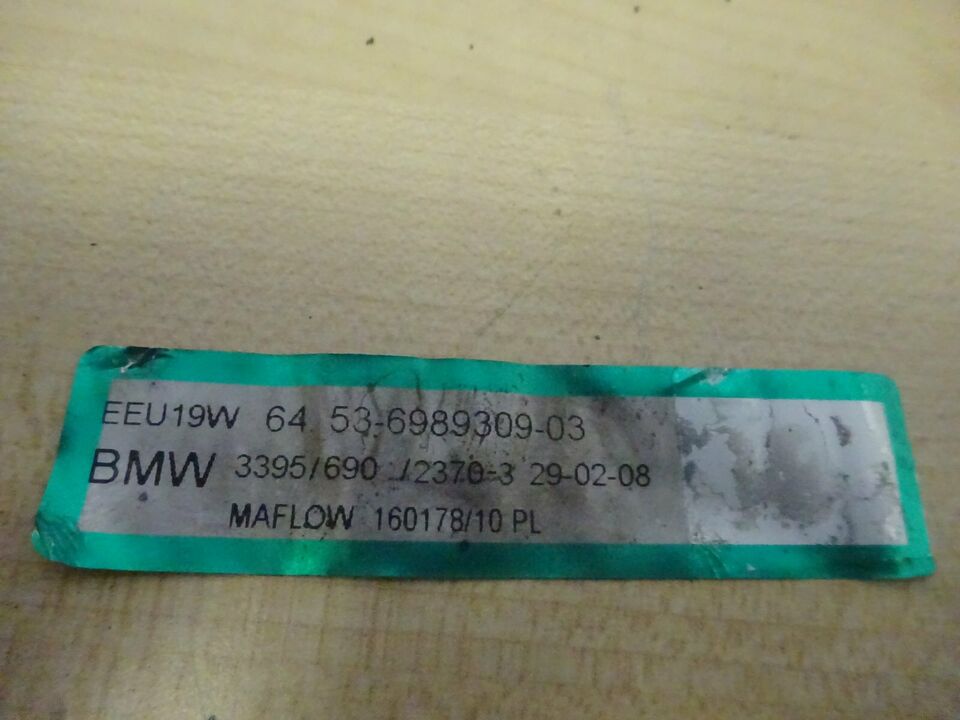 EEU19W 64 53-6989309-03
BMW 3395/690 /2370-3 29-02-08
MAFLOW 160178/10 PL